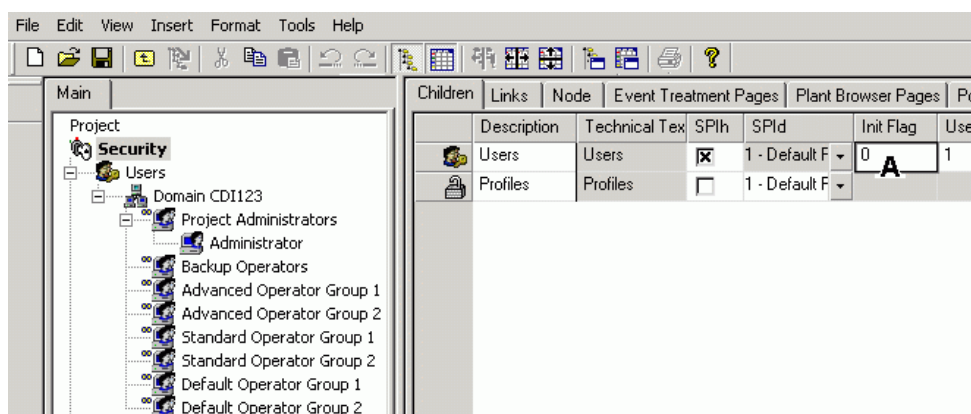 File Edit View Insert Format Tools Help
Main
Project
Security
Users
Domain CDI123
Project Administrators
Administrator
Backup Operators
Advanced Operator Group 1
Advanced Operator Group 2
Standard Operator Group 1
Standard Operator Group 2
Default Operator Group 1
Default Operator Group 2
Children Links Node Event Treatment Pages Plant Browser Pages Po
Description Technical Tex SPIh SPId Init Flag Use
Users Users 1 - Default F 0 A 1
Profiles Profiles 1 - Default F